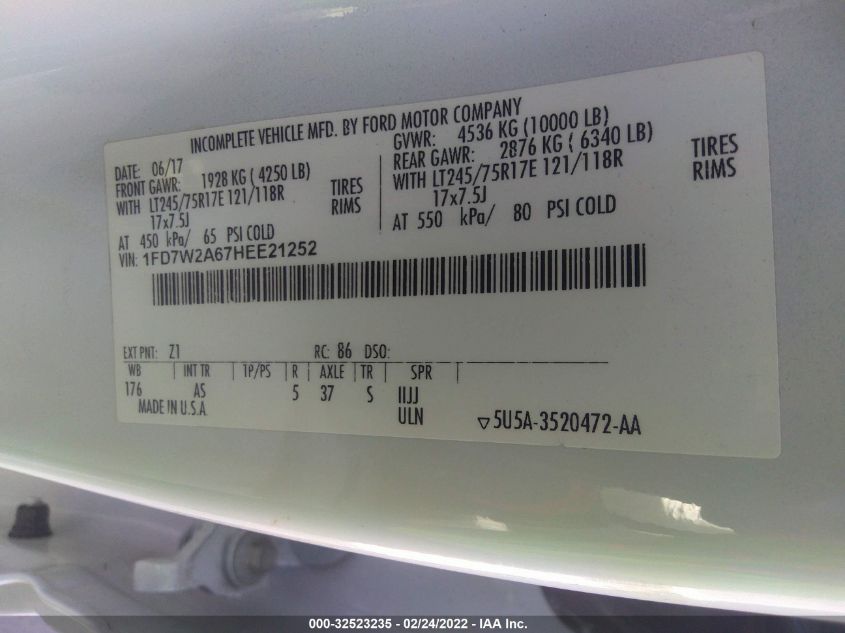 INCOMPLETE VEHICLE MFD. BY FORD MOTOR COMPANY
DATE: 06/17 GVWR: 4536 KG (10000 LB)
FRONT GAWR: 1928 KG ( 4250 LB) REAR GAWR: 2876 KG ( 6340 LB)
WITH LT245/75R17E 121/118R TIRES WITH LT245/75R17E 121/118R TIRES
17x7.5J RIMS 17x7.5J RIMS
AT 450 kPa/ 65 PSI COLD AT 550 kPa/ 80 PSI COLD
VIN: 1FD7W2A67HEE21252
EXT PNT: Z1 RC: 86 DSO:
WB INT TR TP/PS R AXLE TR SPR
176 AS 5 37 S IIJJ
MADE IN U.S.A. ULN ▽5U5A-3520472-AA
000-32523235 - 02/24/2022 - IAA Inc.